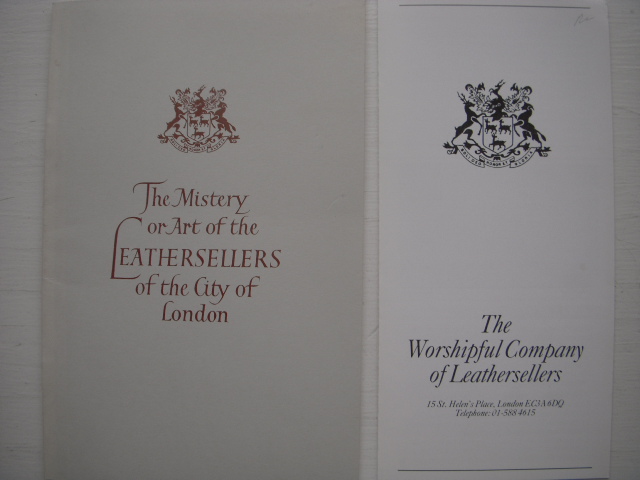 The Mistery
or Art of the
LEATHERSELLERS
of the City of
London
The
Worshipful Company
of Leathersellers
15 St. Helen's Place, London EC3A 6DQ
Telephone: 01-588 4615